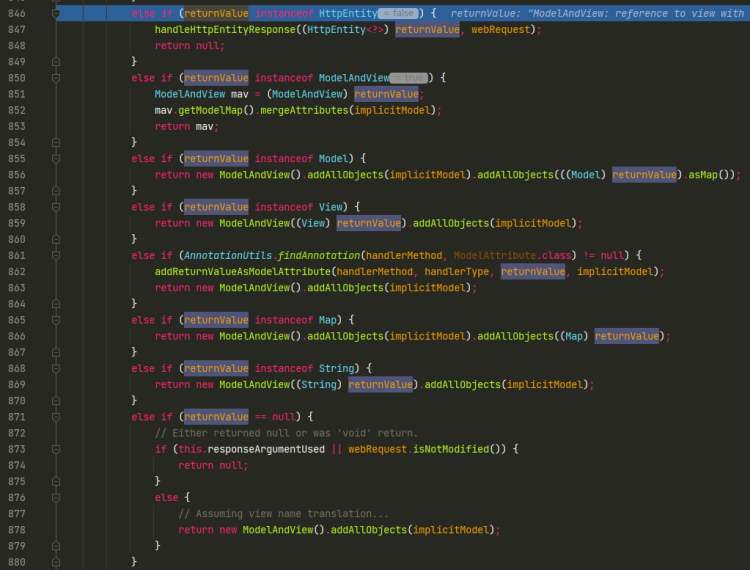 846 else if (returnValue instanceof HttpEntity = false ) { returnValue: "ModelAndView: reference to view with
847 handleHttpEntityResponse((HttpEntity<?>) returnValue, webRequest);
848 return null;
849 }
850 else if (returnValue instanceof ModelAndView = true ) {
851 ModelAndView mav = (ModelAndView) returnValue;
852 mav.getModelMap().mergeAttributes(implicitModel);
853 return mav;
854 }
855 else if (returnValue instanceof Model) {
856 return new ModelAndView().addAllObjects(implicitModel).addAllObjects(((Model) returnValue).asMap());
857 }
858 else if (returnValue instanceof View) {
859 return new ModelAndView((View) returnValue).addAllObjects(implicitModel);
860 }
861 else if (AnnotationUtils.findAnnotation(handlerMethod, ModelAttribute.class) != null) {
862 addReturnValueAsModelAttribute(handlerMethod, handlerType, returnValue, implicitModel);
863 return new ModelAndView().addAllObjects(implicitModel);
864 }
865 else if (returnValue instanceof Map) {
866 return new ModelAndView().addAllObjects(implicitModel).addAllObjects((Map) returnValue);
867 }
868 else if (returnValue instanceof String) {
869 return new ModelAndView((String) returnValue).addAllObjects(implicitModel);
870 }
871 else if (returnValue == null) {
872 // Either returned null or was 'void' return.
873 if (this.responseArgumentUsed || webRequest.isNotModified()) {
874 return null;
875 }
876 else {
877 // Assuming view name translation...
878 return new ModelAndView().addAllObjects(implicitModel);
879 }
880 }